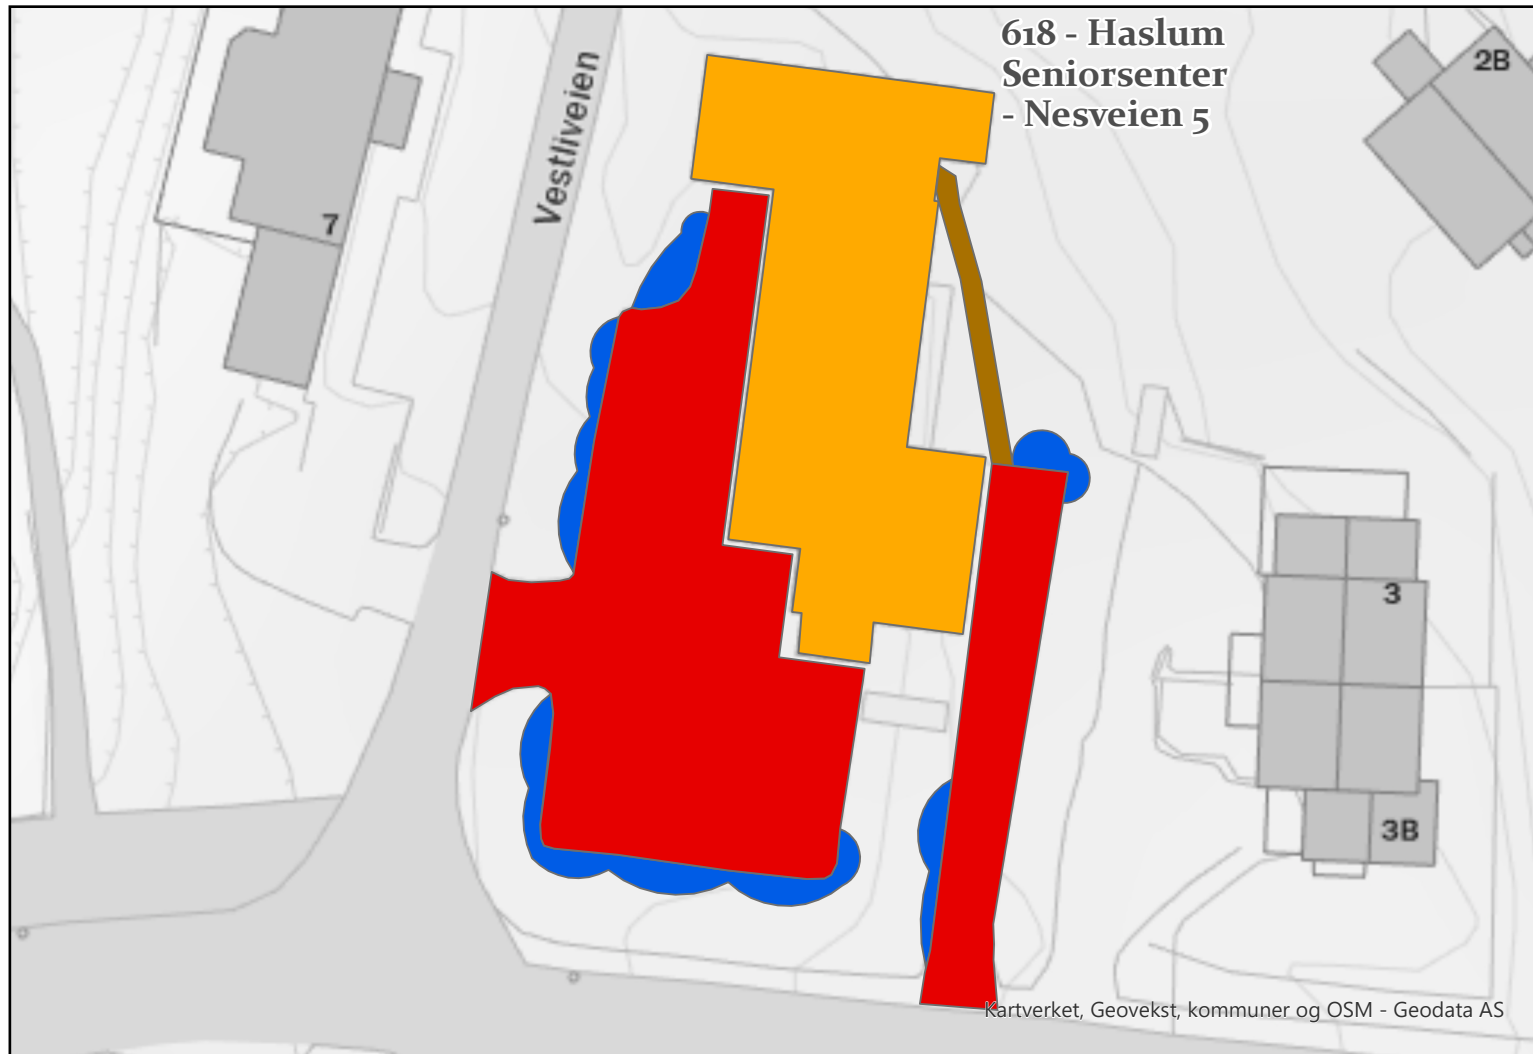 618 - Haslum
Seniorsenter
- Nesveien 5
2B
Vestliveien
7
3
3B
Kartverket, Geovekst, kommuner og OSM - Geodata AS